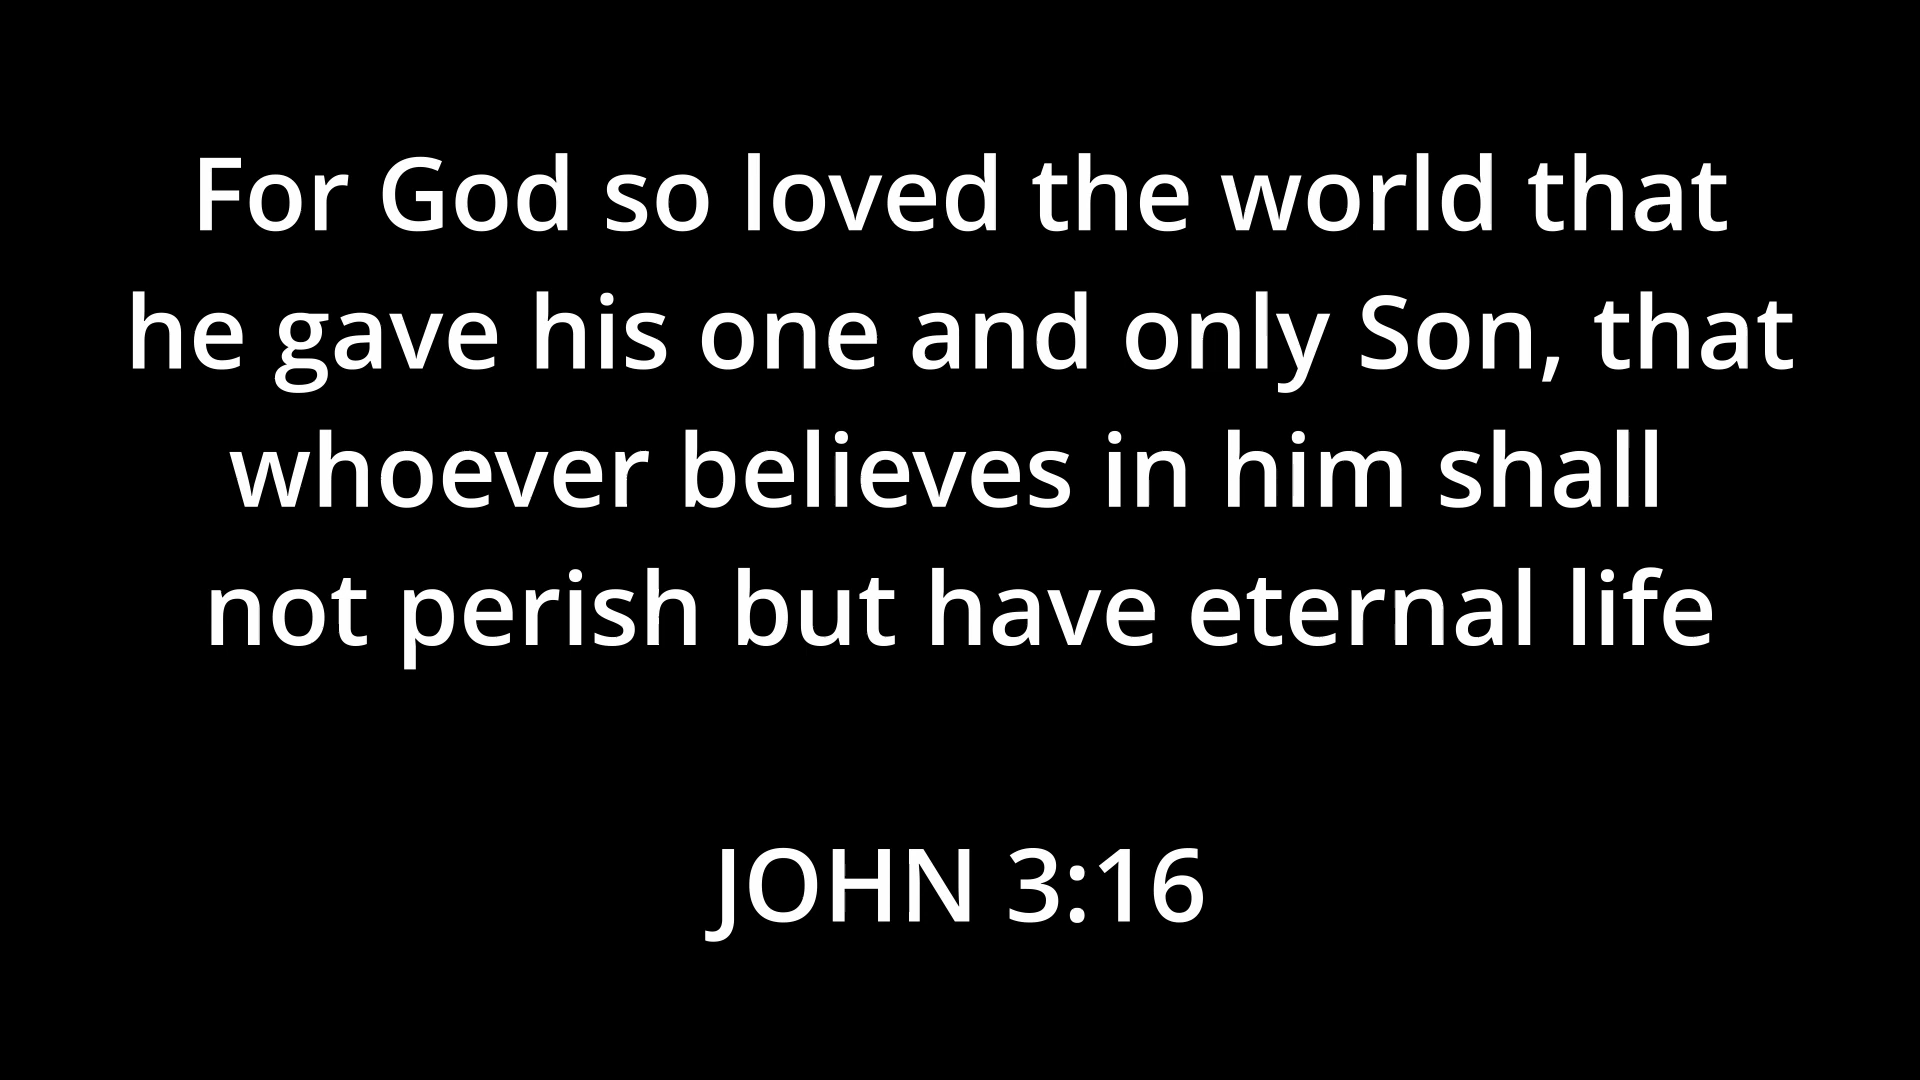 For God so loved the world that
he gave his one and only Son, that
whoever believes in him shall
not perish but have eternal life
JOHN 3:16